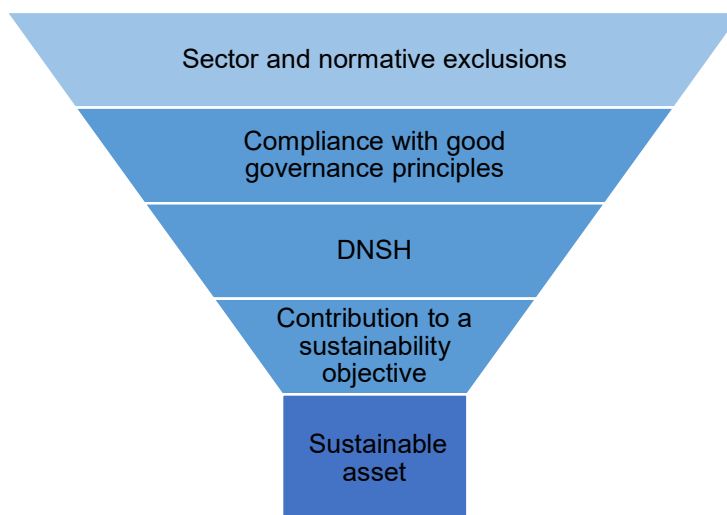 Sector and normative exclusions
Compliance with good
governance principles
DNSH
Contribution to a
sustainability
objective
Sustainable
asset